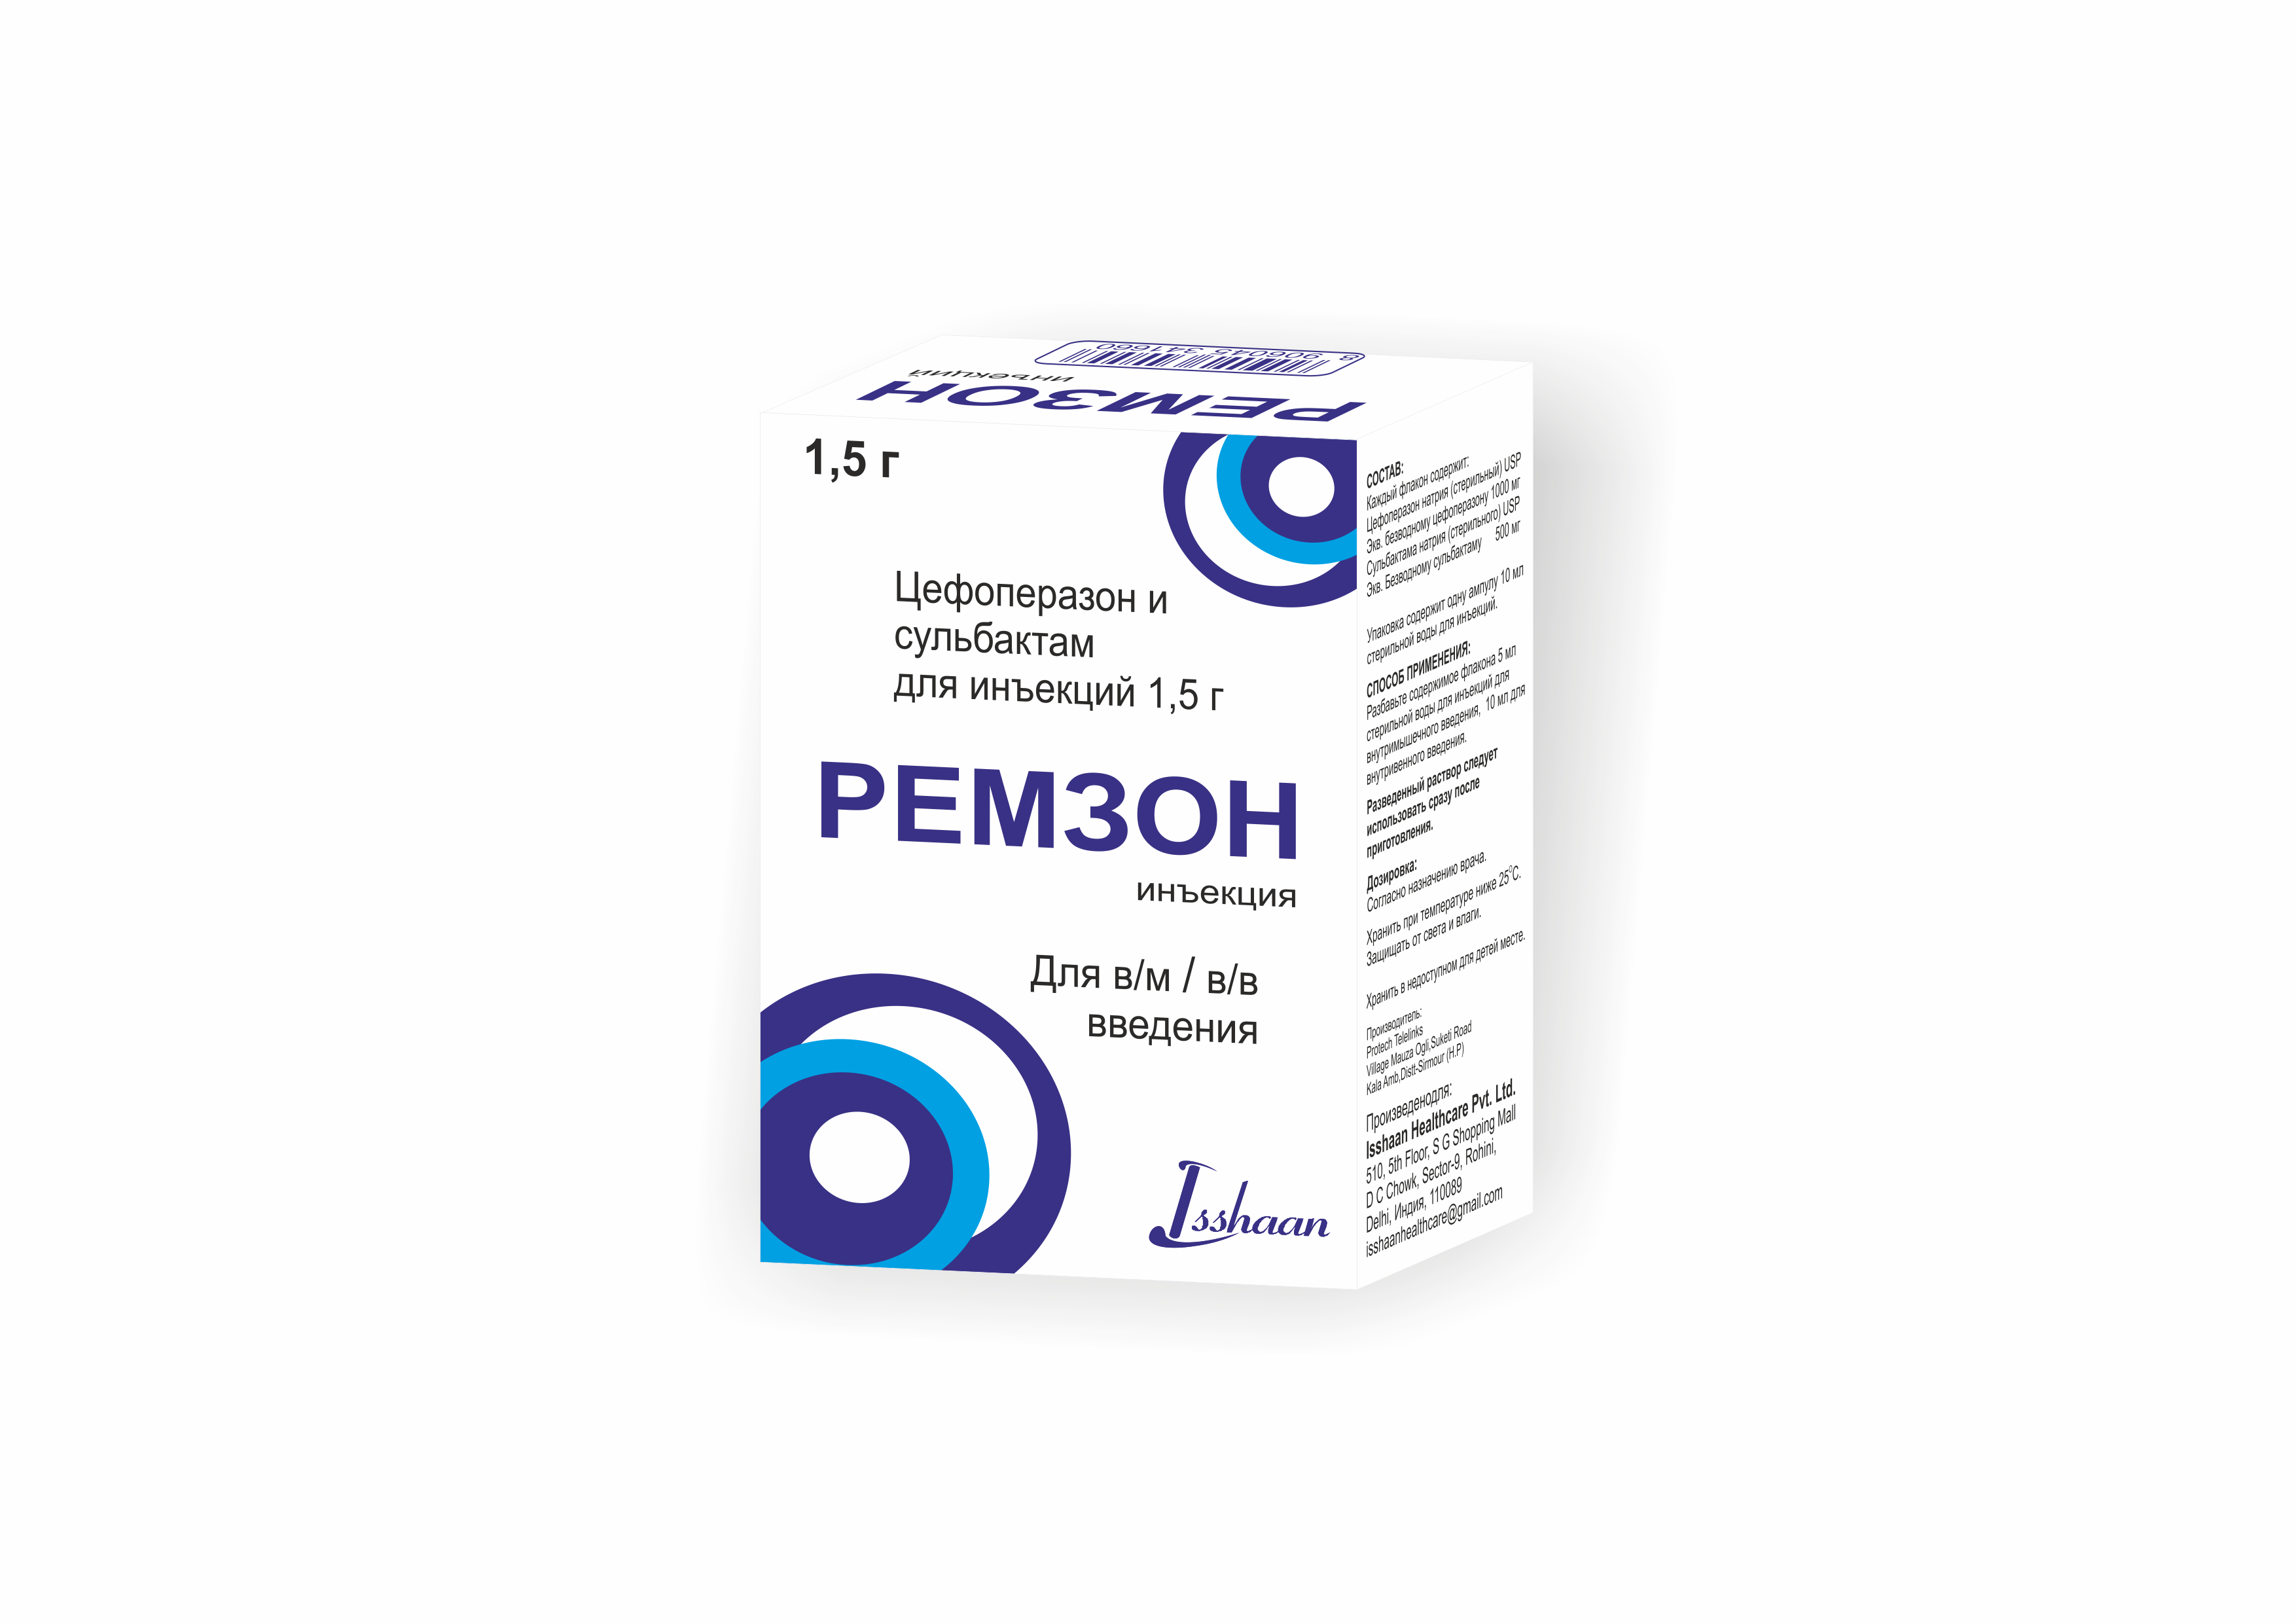 8 906045 341660
РЕМЗОН
инъекций
1,5 г
Цефоперазон и
сульбактам
для инъекций 1,5 г
РЕМЗОН
инъекция
Для в/м / в/в
введения
Isshaan
СОСТАВ:
Каждый флакон содержит:
Цефоперазон натрия (стерильный) USP
Экв. безводному цефоперазону 1000 мг
Сульбактама натрия (стерильного) USP
Экв. Безводному сульбактаму 500 мг
Упаковка содержит одну ампулу 10 мл
стерильной воды для инъекций.
СПОСОБ ПРИМЕНЕНИЯ:
Разбавьте содержимое флакона 5 мл
стерильной воды для инъекций для
внутримышечного введения, 10 мл для
внутривенного введения.
Разведенный раствор следует
использовать сразу после
приготовления.
Дозировка:
Согласно назначению врача.
Хранить при температуре ниже 25°C.
Защищать от света и влаги.
Хранить в недоступном для детей месте.
Производитель:
Protech Telelinks
Village Mauza Ogli,Suketi Road
Kala Amb,Distt-Sirmour (H.P)
Произведенодля:
Isshaan Healthcare Pvt. Ltd.
510, 5th Floor, S G Shopping Mall
D C Chowk, Sector-9, Rohini,
Delhi, Индия, 110089
isshaanhealthcare@gmail.com